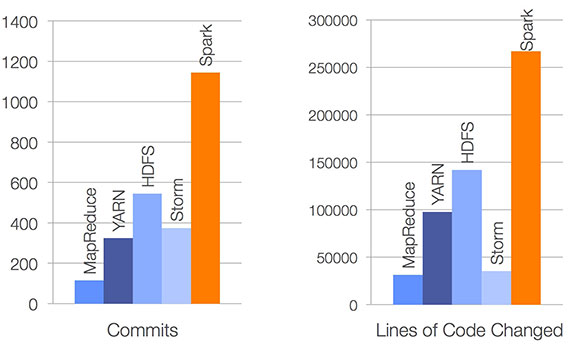 1400
1200
1000
800
600
400
200
0
MapReduce
YARN
HDFS
Storm
Spark
Commits
300000
250000
200000
150000
100000
50000
0
MapReduce
YARN
HDFS
Storm
Spark
Lines of Code Changed